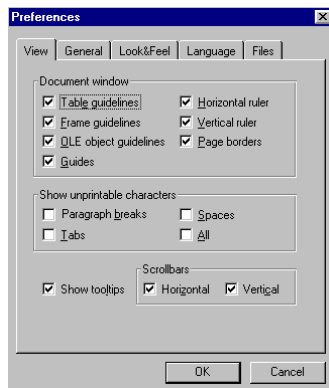 Preferences
View General Look&Feel Language Files
Document window
Table guidelines Horizontal ruler
Frame guidelines Vertical ruler
OLE object guidelines Page borders
Guides
Show unprintable characters
Paragraph breaks Spaces
Tabs All
Scrollbars
Show tooltips Horizontal Vertical
OK Cancel